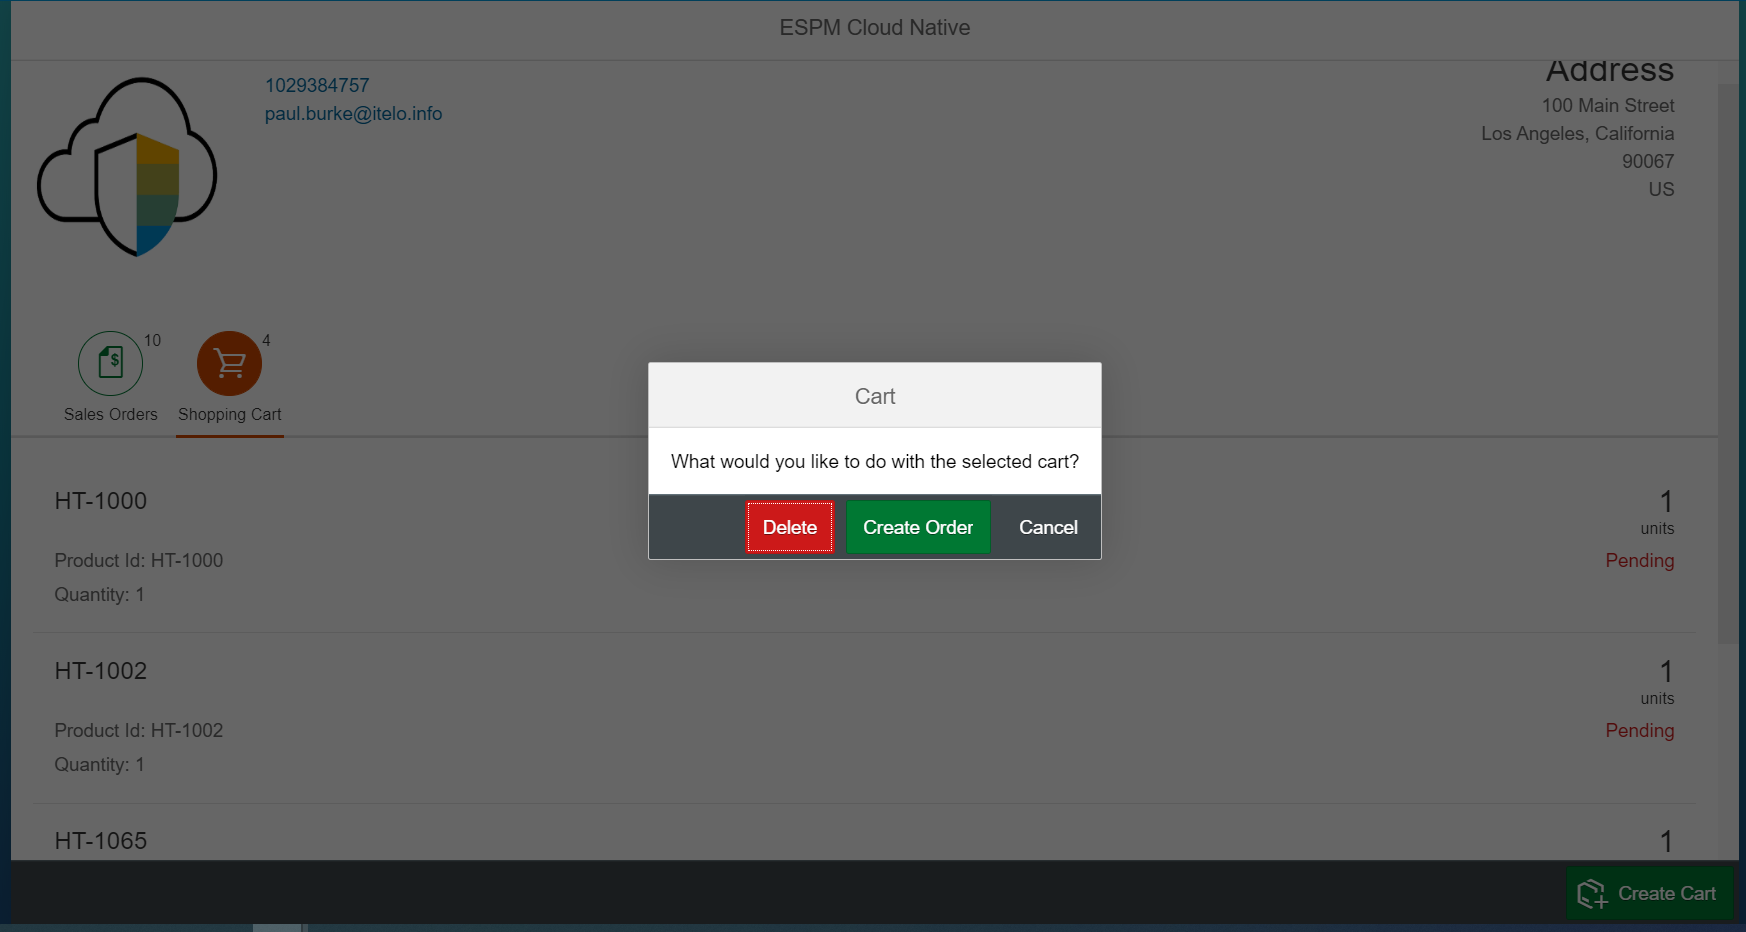 ESPM Cloud Native
1029384757
paul.burke@itelo.info
Address
100 Main Street
Los Angeles, California
90067
US
10
4
$
Sales Orders
Shopping Cart
Cart
What would you like to do with the selected cart?
Delete
Create Order
Cancel
HT-1000
1
units
Product Id: HT-1000
Pending
Quantity: 1
HT-1002
1
units
Product Id: HT-1002
Pending
Quantity: 1
HT-1065
1
Create Cart